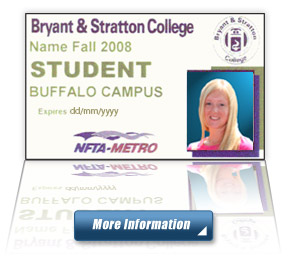 Bryant & Stratton College
Name Fall 2008
STUDENT
BUFFALO CAMPUS
Expires dd/mm/yyyy
NFTA-METRO
Bryant & Stratton
College
More Information